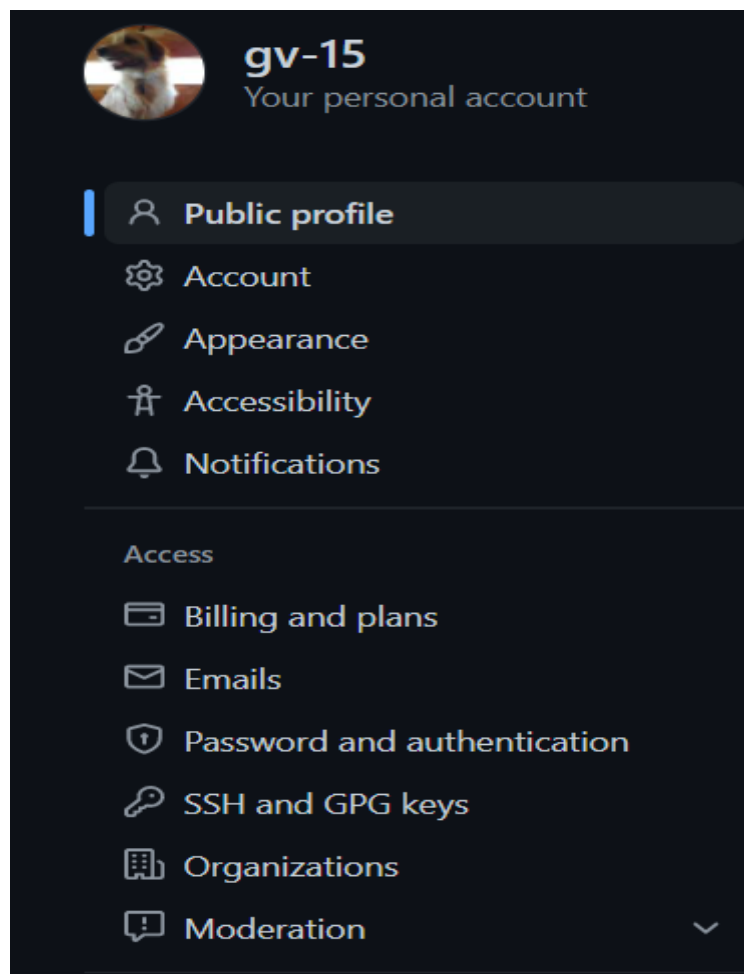 gv-15
Your personal account
Public profile
Account
Appearance
Accessibility
Notifications
Access
Billing and plans
Emails
Password and authentication
SSH and GPG keys
Organizations
Moderation